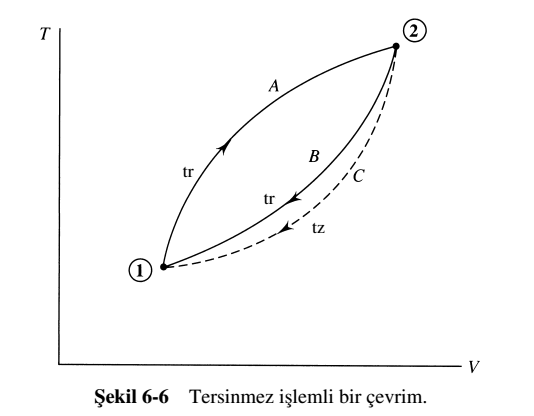 T
2
A
tr
B
C
tr
tz
1
V
Şekil 6-6 Tersinmez işlemli bir çevrim.